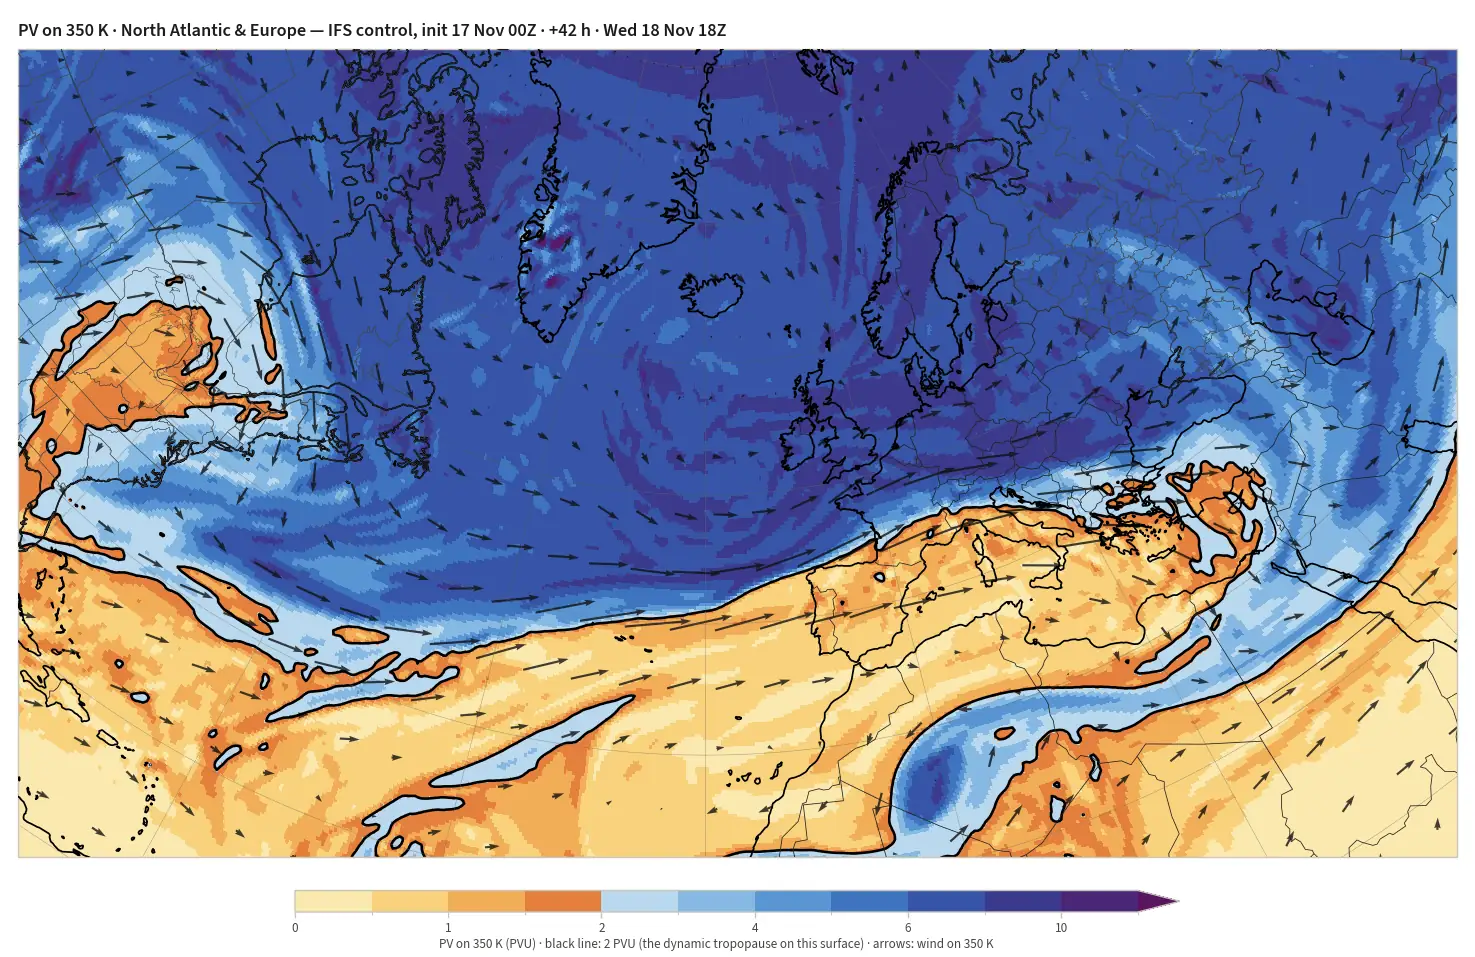 PV on 350 K · North Atlantic & Europe — IFS control, init 17 Nov 00Z · +42 h · Wed 18 Nov 18Z
0 1 2 4 6 10
PV on 350 K (PVU) · black line: 2 PVU (the dynamic tropopause on this surface) · arrows: wind on 350 K